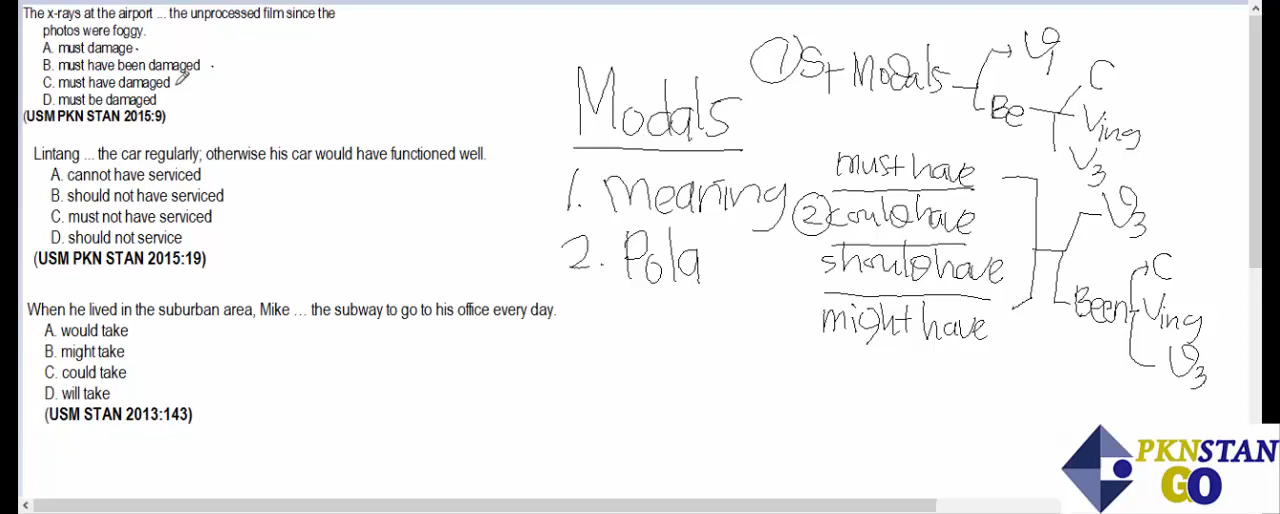 The x-rays at the airport ... the unprocessed film since the
photos were foggy.
A. must damage
B. must have been damaged
C. must have damaged
D. must be damaged
(USM PKN STAN 2015:9)
Lintang ... the car regularly; otherwise his car would have functioned well.
A. cannot have serviced
B. should not have serviced
C. must not have serviced
D. should not service
(USM PKN STAN 2015:19)
When he lived in the suburban area, Mike ... the subway to go to his office every day.
A. would take
B. might take
C. could take
D. will take
(USM STAN 2013:143)
Modals
1. Meaning
2. Pola
1) S + Modals
V1
Be
C
Ving
V3
must have
2 could have
should have
might have
V3
Been
C
Ving
V3
PKNSTAN
GO